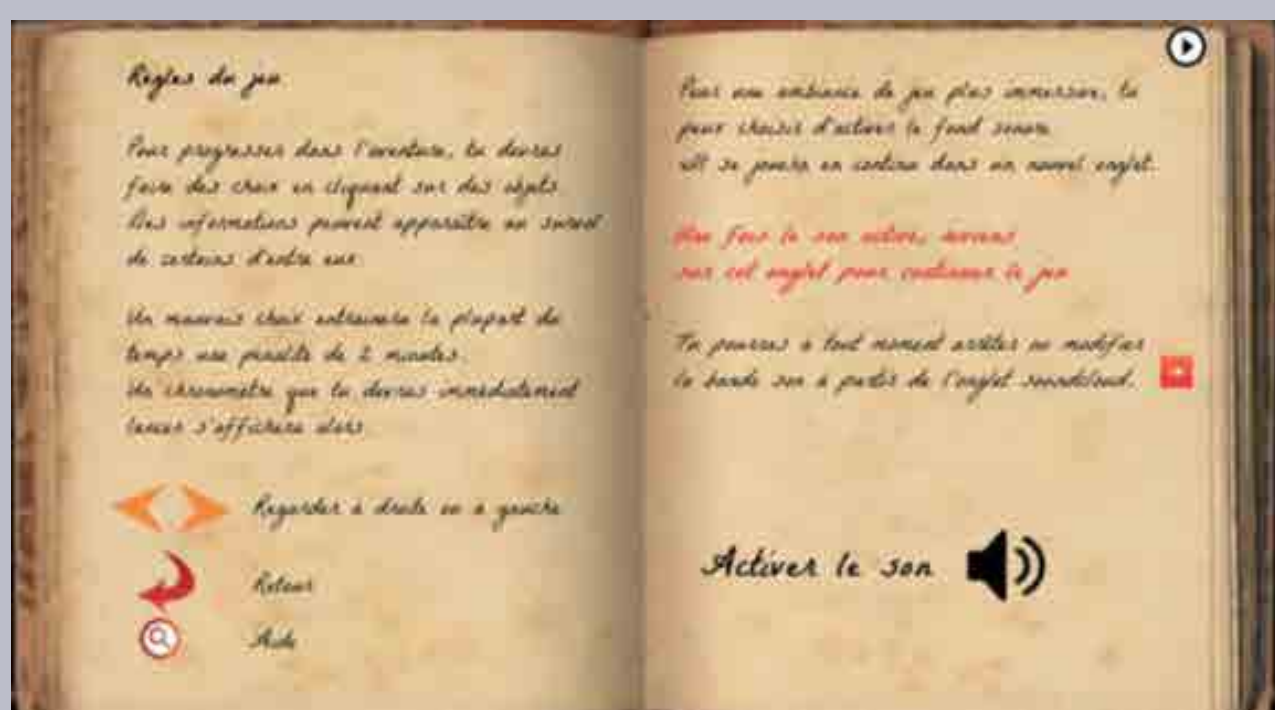 Règles du jeu
Pour progresser dans l'aventure, tu devras
faire des choix en cliquant sur des objets.
Des informations peuvent apparaître au survol
de certains d'entre eux.
Un mauvais choix entrainera la plupart du
temps une pénalité de 2 minutes.
Un chronomètre que tu devras immédiatement
lancer s'affichera alors.
Regarder à droite ou à gauche
Retour
Aide
Pour une ambiance de jeu plus immersive, tu
peux choisir d'activer le fond sonore.
Il se jouera en continu dans un nouvel onglet.
Une fois le son activé, reviens
sur cet onglet pour continuer le jeu
Tu pourras à tout moment arrêter ou modifier
la bande son à partir de l'onglet soundcloud.
Activer le son